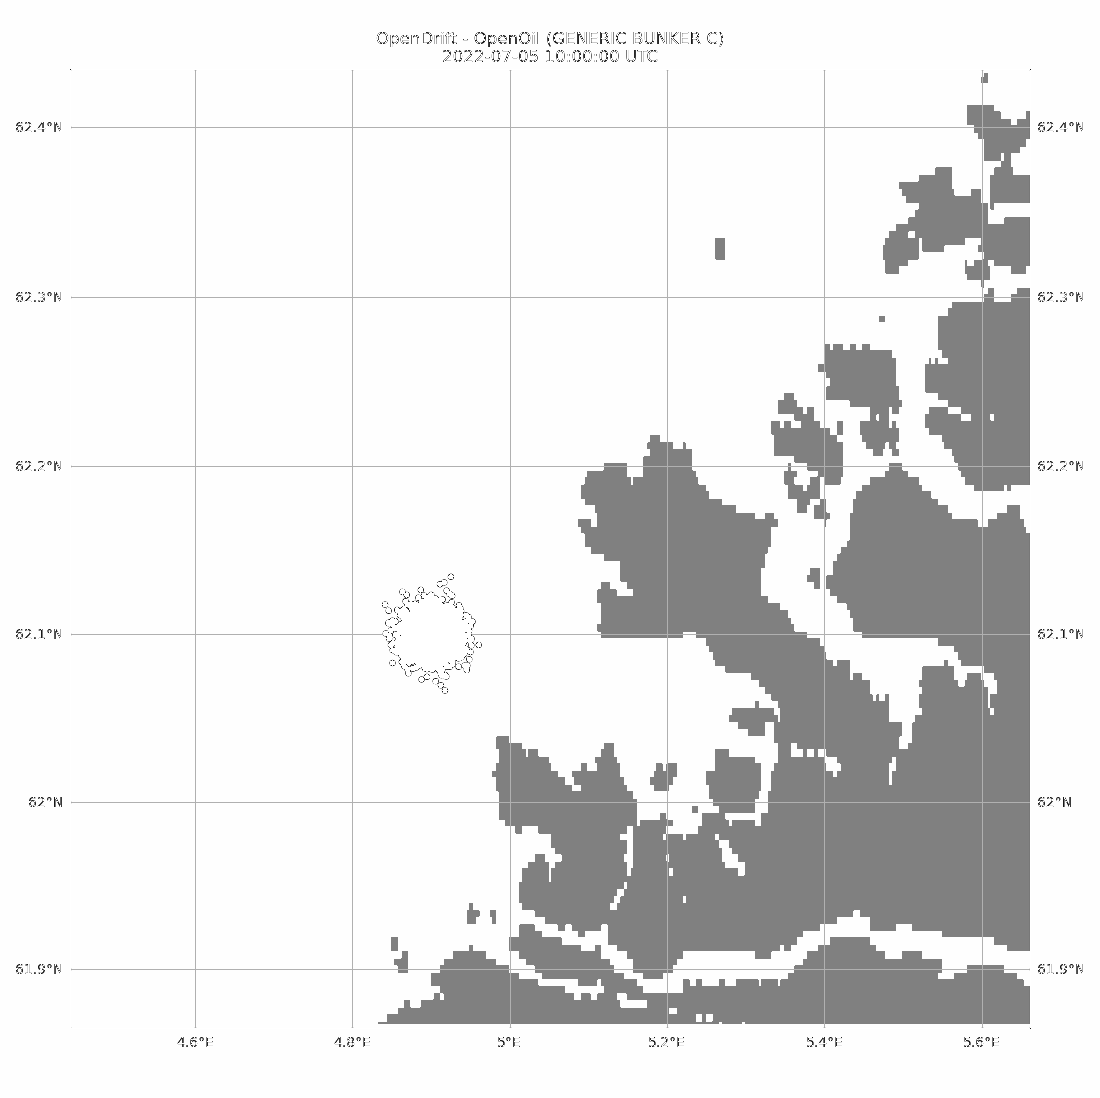 OpenDrift - OpenOil (GENERIC BUNKER C)
2022-07-05 10:00:00 UTC
62.4°N 62.4°N
62.3°N 62.3°N
62.2°N 62.2°N
62.1°N 62.1°N
62°N 62°N
61.9°N 61.9°N
4.6°E 4.8°E 5°E 5.2°E 5.4°E 5.6°E